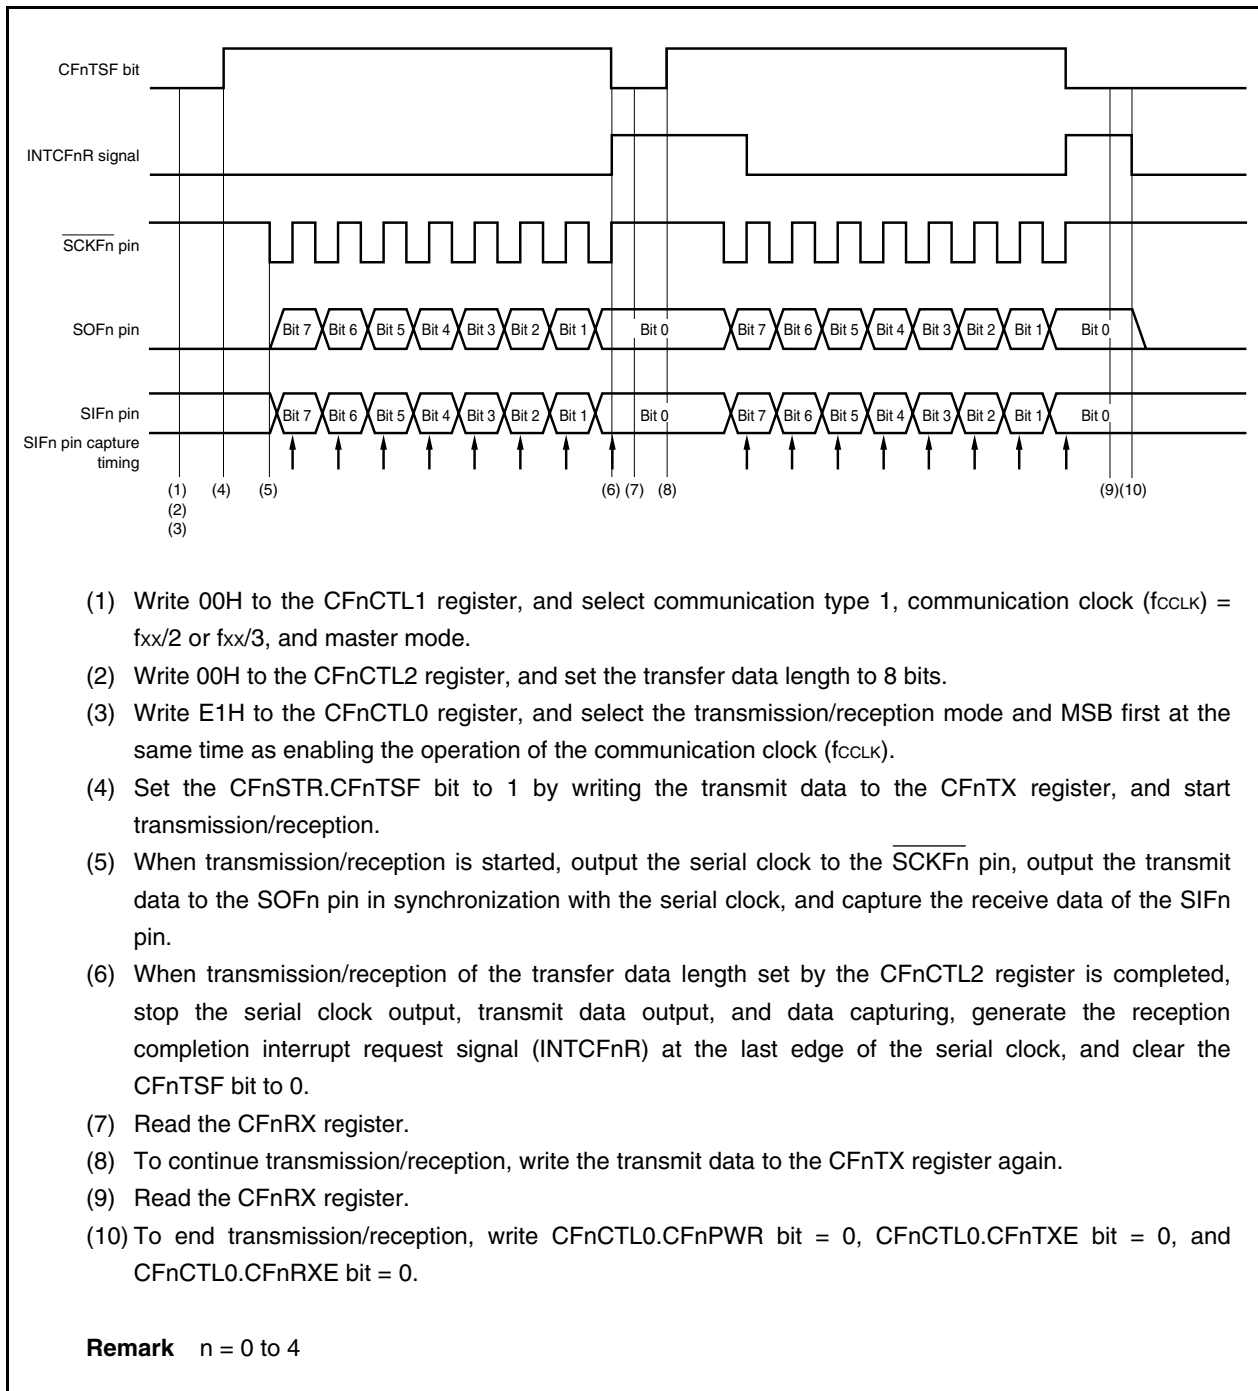 CFnTSF bit
INTCFnR signal
SCKFn pin
SOFn pin
Bit 7 Bit 6 Bit 5 Bit 4 Bit 3 Bit 2 Bit 1 Bit 0 Bit 7 Bit 6 Bit 5 Bit 4 Bit 3 Bit 2 Bit 1 Bit 0
SIFn pin
Bit 7 Bit 6 Bit 5 Bit 4 Bit 3 Bit 2 Bit 1 Bit 0 Bit 7 Bit 6 Bit 5 Bit 4 Bit 3 Bit 2 Bit 1 Bit 0
SIFn pin capture
timing
(1) (4) (5) (6) (7) (8) (9) (10)
(2)
(3)
(1) Write 00H to the CFnCTL1 register, and select communication type 1, communication clock (fCCLK) =
fxx/2 or fxx/3, and master mode.
(2) Write 00H to the CFnCTL2 register, and set the transfer data length to 8 bits.
(3) Write E1H to the CFnCTL0 register, and select the transmission/reception mode and MSB first at the
same time as enabling the operation of the communication clock (fCCLK).
(4) Set the CFnSTR.CFnTSF bit to 1 by writing the transmit data to the CFnTX register, and start
transmission/reception.
(5) When transmission/reception is started, output the serial clock to the SCKFn pin, output the transmit
data to the SOFn pin in synchronization with the serial clock, and capture the receive data of the SIFn
pin.
(6) When transmission/reception of the transfer data length set by the CFnCTL2 register is completed,
stop the serial clock output, transmit data output, and data capturing, generate the reception
completion interrupt request signal (INTCFnR) at the last edge of the serial clock, and clear the
CFnTSF bit to 0.
(7) Read the CFnRX register.
(8) To continue transmission/reception, write the transmit data to the CFnTX register again.
(9) Read the CFnRX register.
(10) To end transmission/reception, write CFnCTL0.CFnPWR bit = 0, CFnCTL0.CFnTXE bit = 0, and
CFnCTL0.CFnRXE bit = 0.
Remark n = 0 to 4